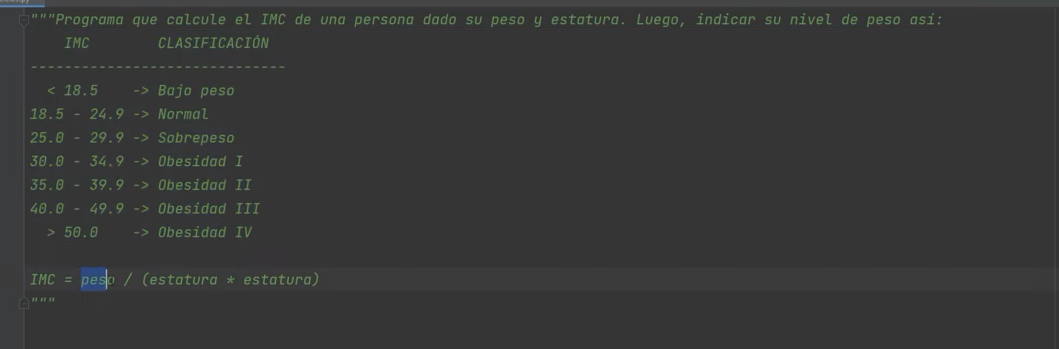 """Programa que calcule el IMC de una persona dado su peso y estatura. Luego, indicar su nivel de peso así:
IMC CLASIFICACIÓN
------------------------------
< 18.5 -> Bajo peso
18.5 - 24.9 -> Normal
25.0 - 29.9 -> Sobrepeso
30.0 - 34.9 -> Obesidad I
35.0 - 39.9 -> Obesidad II
40.0 - 49.9 -> Obesidad III
> 50.0 -> Obesidad IV
IMC = peso / (estatura * estatura)
"""